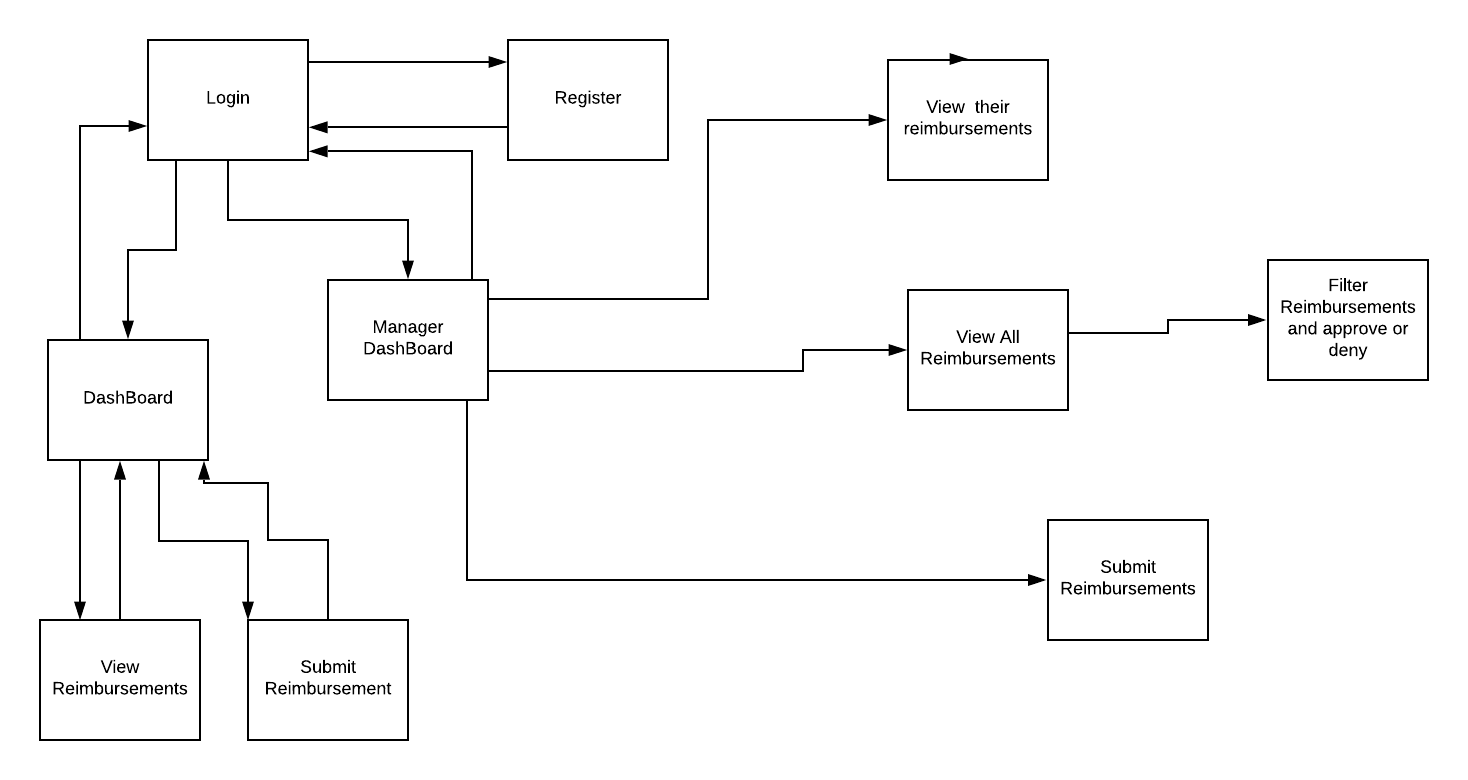 Login
Register
View  their
reimbursements
Filter
Reimbursements
and approve or
deny
Manager
DashBoard
View All
Reimbursements
DashBoard
Submit
Reimbursements
View
Reimbursements
Submit
Reimbursement